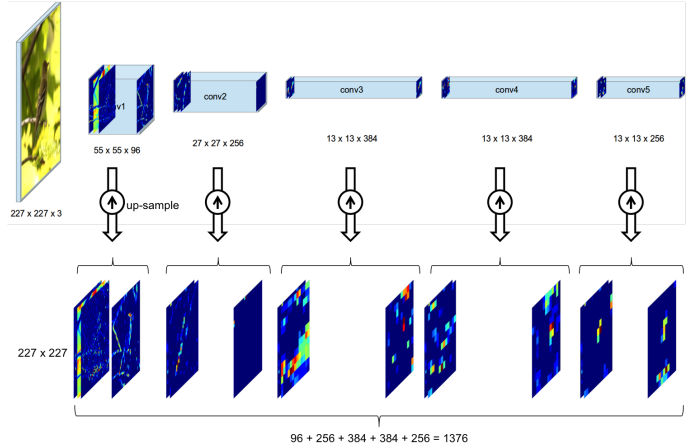 nv1
conv2
conv3
conv4
conv5
55 x 55 x 96
27 x 27 x 256
13 x 13 x 384
13 x 13 x 384
13 x 13 x 256
227 x 227 x 3
up-sample
227 x 227
96 + 256 + 384 + 384 + 256 = 1376